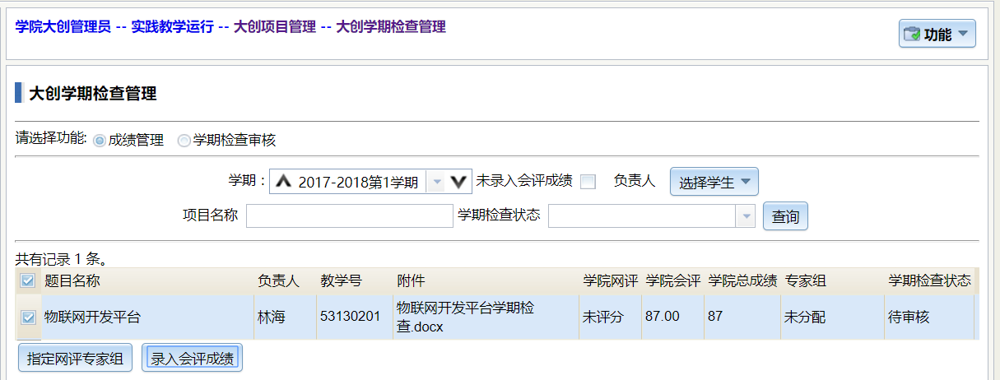 学院大创管理员 -- 实践教学运行 -- 大创项目管理 -- 大创学期检查管理
功能
大创学期检查管理
请选择功能: 成绩管理 学期检查审核
学期： 2017-2018第1学期 未录入会评成绩 负责人 选择学生
项目名称 学期检查状态 查询
共有记录 1 条。
题目名称 负责人 教学号 附件 学院网评 学院会评 学院总成绩 专家组 学期检查状态
物联网开发平台 林海 53130201 物联网开发平台学期检 未评分 87.00 87 未分配 待审核
查.docx
指定网评专家组 录入会评成绩